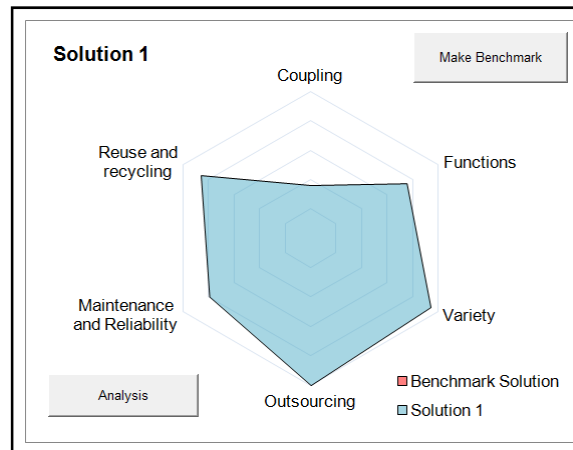 Solution 1
Make Benchmark
Coupling
Reuse and
recycling
Functions
Maintenance
and Reliability
Variety
Outsourcing
Analysis
Benchmark Solution
Solution 1